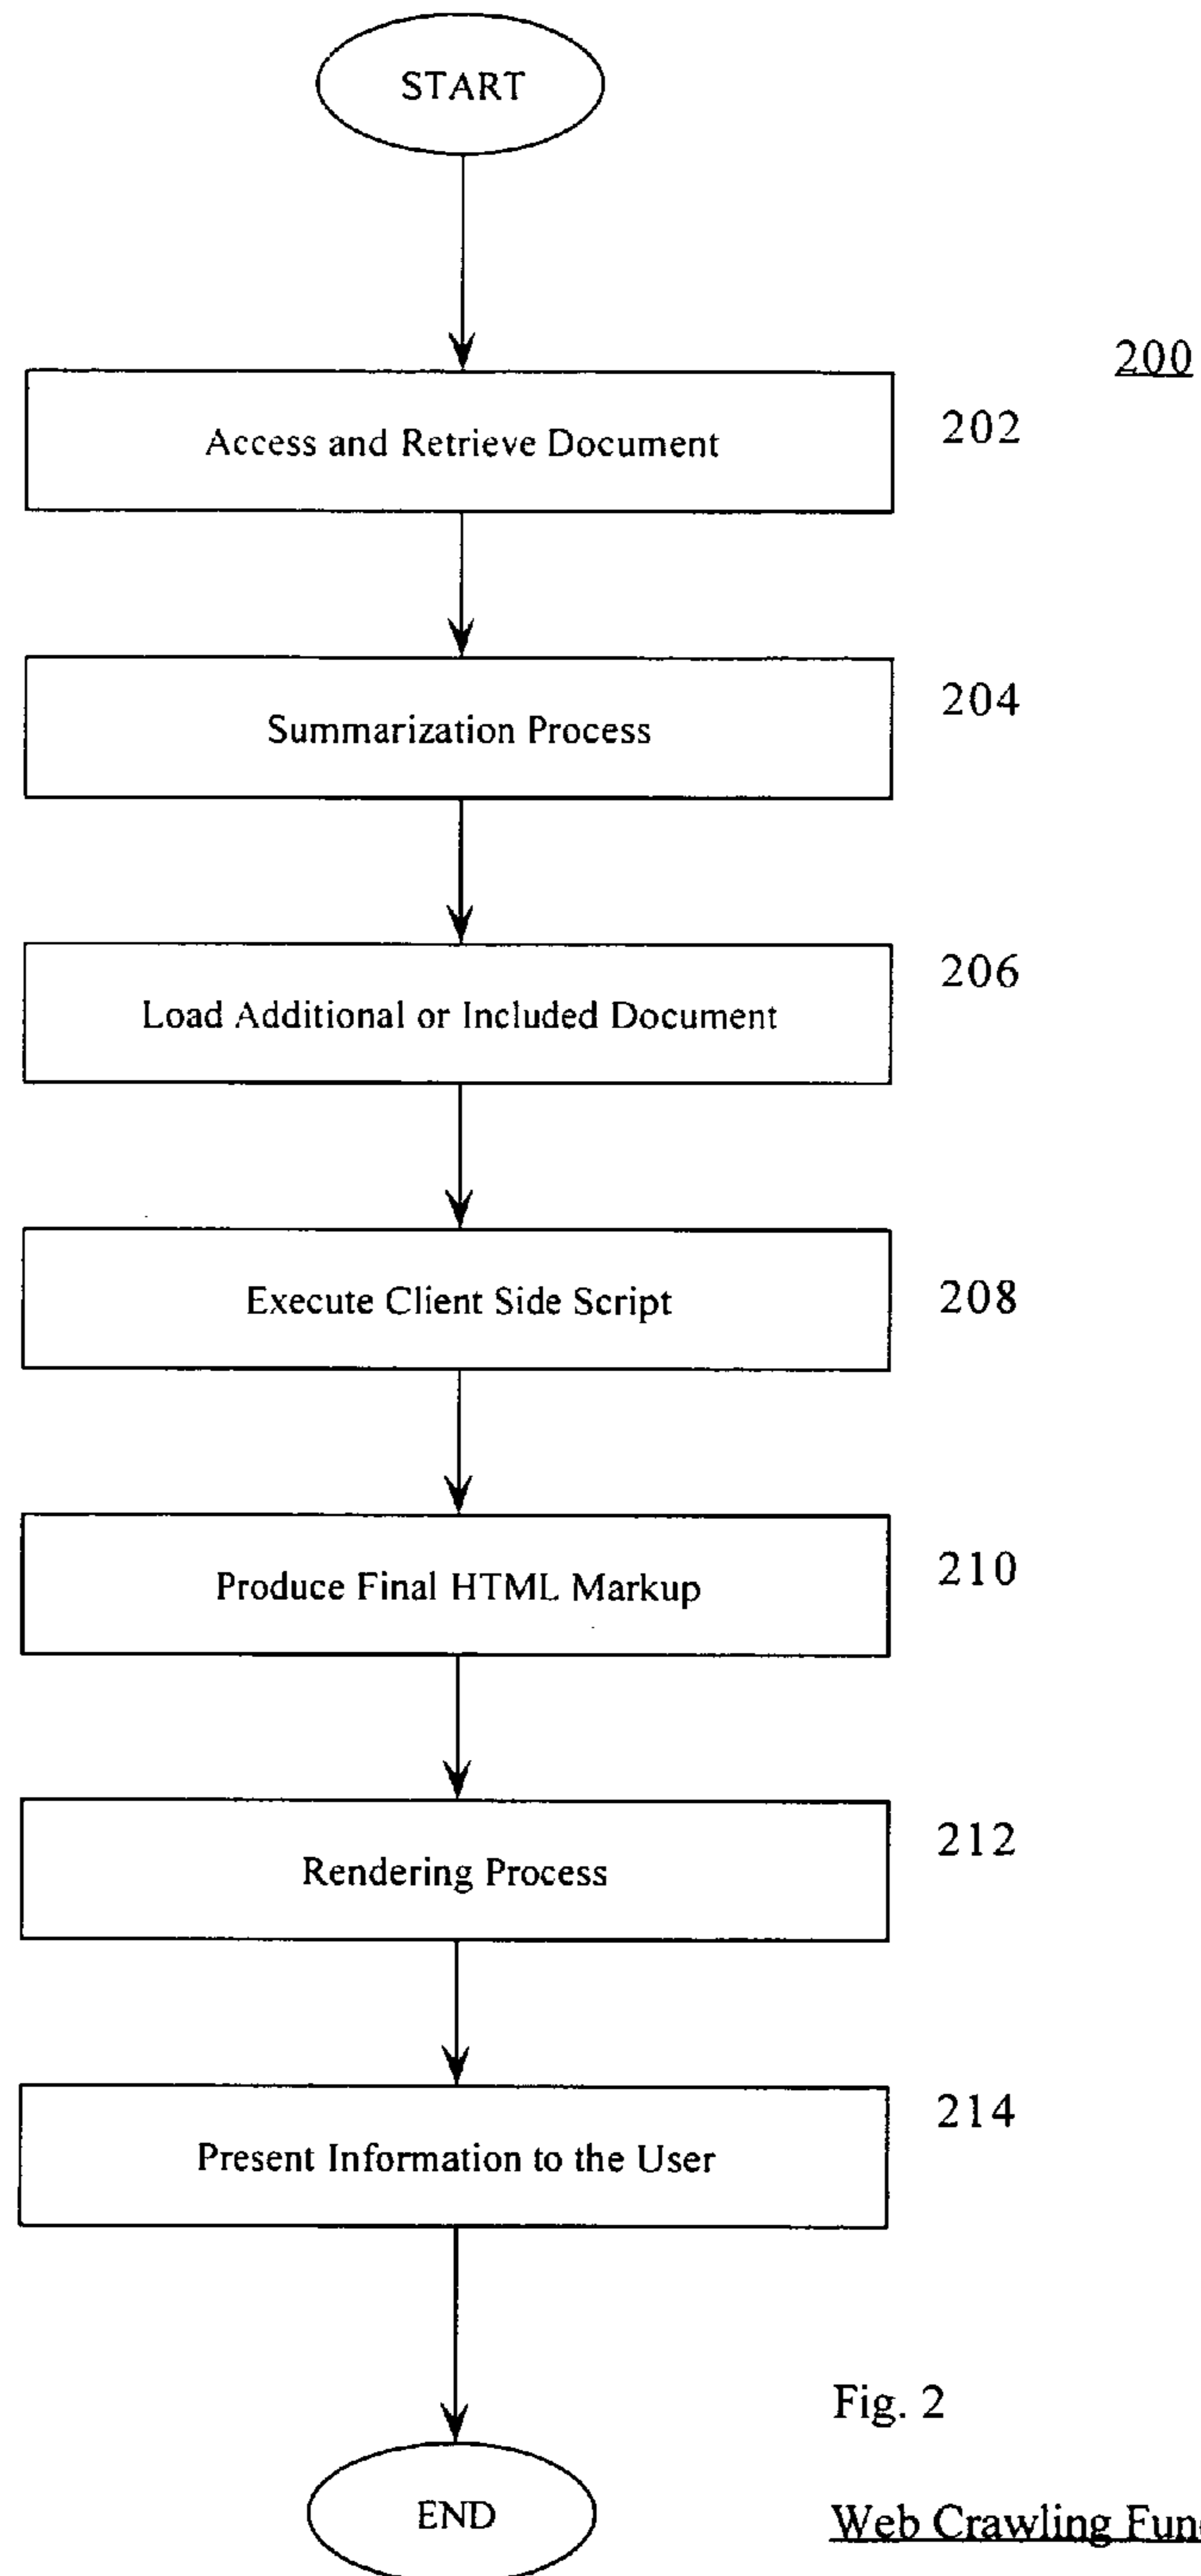 START
200
Access and Retrieve Document
202
Summarization Process
204
Load Additional or Included Document
206
Execute Client Side Script
208
Produce Final HTML Markup
210
Rendering Process
212
Present Information to the User
214
Fig. 2
END
Web Crawling